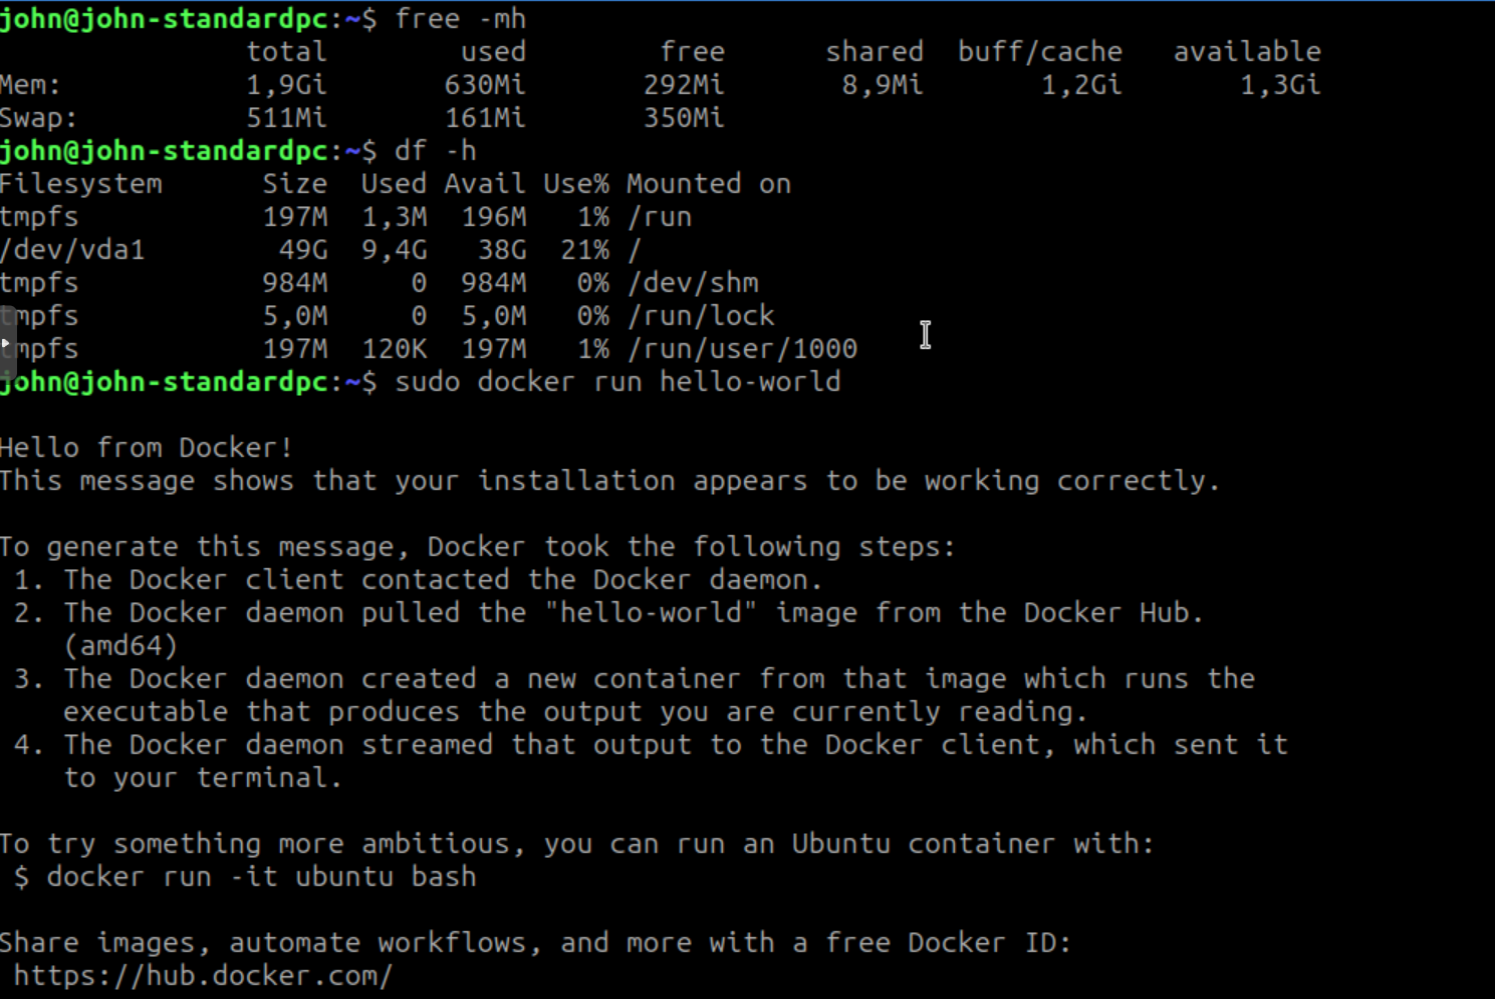 john@john-standardpc:~$ free -mh
               total        used        free      shared  buff/cache   available
Mem:           1,9Gi       630Mi       292Mi       8,9Mi       1,2Gi       1,3Gi
Swap:          511Mi       161Mi       350Mi
john@john-standardpc:~$ df -h
Filesystem      Size  Used Avail Use% Mounted on
tmpfs           197M  1,3M  196M   1% /run
/dev/vda1        49G  9,4G   38G  21% /
tmpfs           984M     0  984M   0% /dev/shm
tmpfs           5,0M     0  5,0M   0% /run/lock
tmpfs           197M  120K  197M   1% /run/user/1000
john@john-standardpc:~$ sudo docker run hello-world

Hello from Docker!
This message shows that your installation appears to be working correctly.

To generate this message, Docker took the following steps:
 1. The Docker client contacted the Docker daemon.
 2. The Docker daemon pulled the "hello-world" image from the Docker Hub.
    (amd64)
 3. The Docker daemon created a new container from that image which runs the
    executable that produces the output you are currently reading.
 4. The Docker daemon streamed that output to the Docker client, which sent it
    to your terminal.

To try something more ambitious, you can run an Ubuntu container with:
 $ docker run -it ubuntu bash

Share images, automate workflows, and more with a free Docker ID:
 https://hub.docker.com/